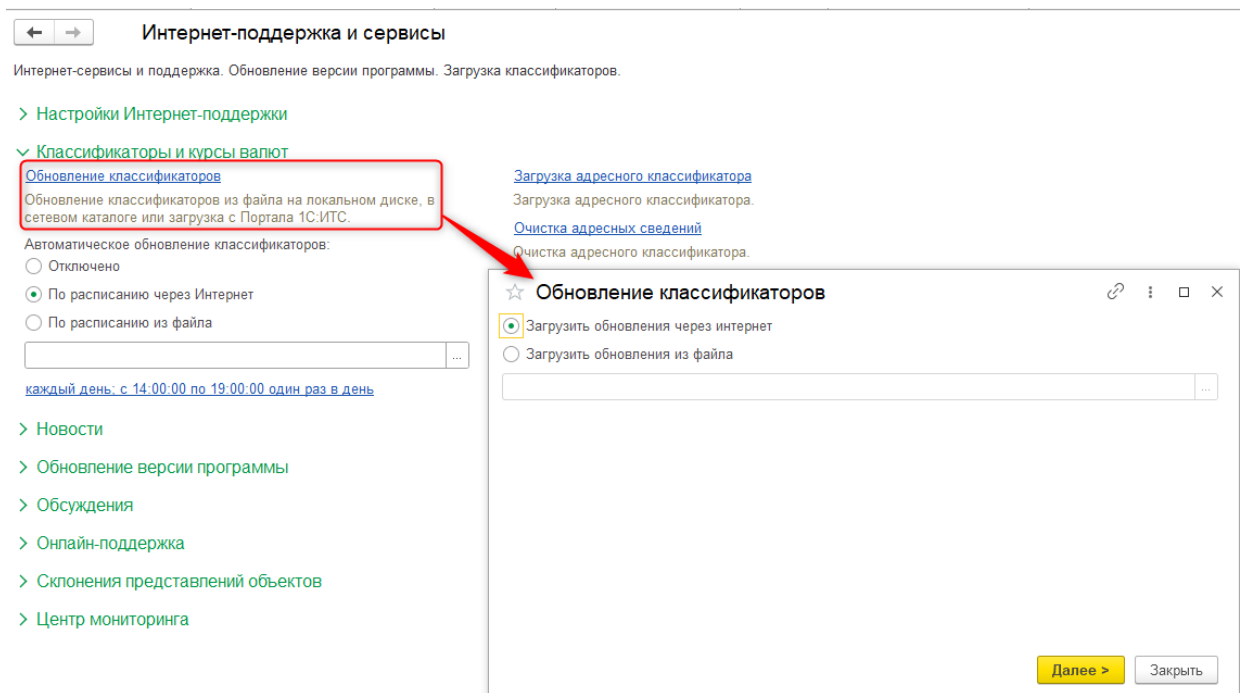 Интернет-поддержка и сервисы
Интернет-сервисы и поддержка. Обновление версии программы. Загрузка классификаторов.
Настройки Интернет-поддержки
Классификаторы и курсы валют
Обновление классификаторов
Обновление классификаторов из файла на локальном диске, в
сетевом каталоге или загрузка с Портала 1С:ИТС.
Автоматическое обновление классификаторов:
Отключено
По расписанию через Интернет
По расписанию из файла
...
каждый день; с 14:00:00 по 19:00:00 один раз в день
Загрузка адресного классификатора
Загрузка адресного классификатора.
Очистка адресных сведений
Очистка адресного классификатора.
Новости
Обновление версии программы
Обсуждения
Онлайн-поддержка
Склонения представлений объектов
Центр мониторинга
Обновление классификаторов
Загрузить обновления через интернет
Загрузить обновления из файла
...
Далее >
Закрыть